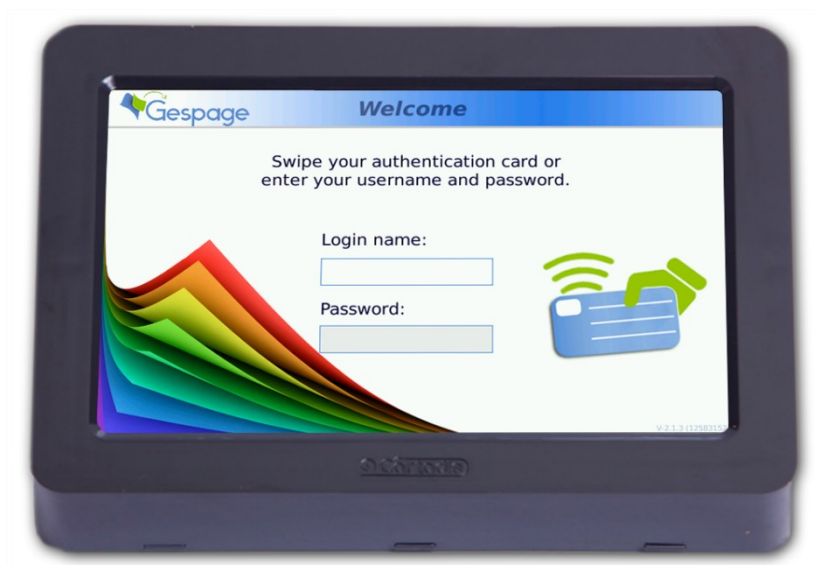 Gespage
Welcome
Swipe your authentication card or
enter your username and password.
Login name:
Password: